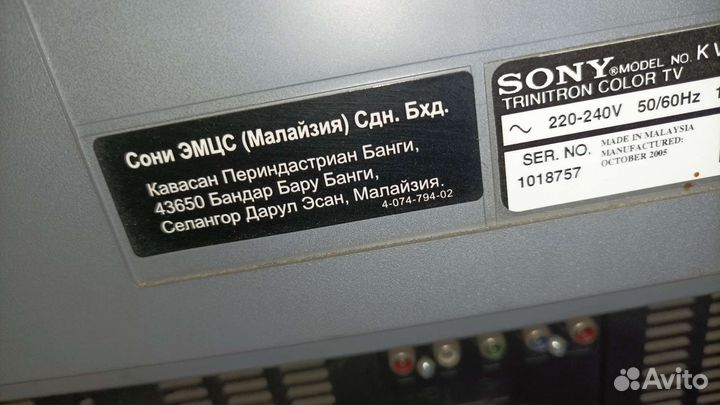 Сони ЭМЦС (Малайзия) Сдн. Бхд.
Кавасан Периндастриан Банги,
43650 Бандар Бару Банги,
Селангор Дарул Эсан, Малайзия.
4-074-794-02
SONY® MODEL NO. KV
TRINITRON COLOR TV
~ 220-240V 50/60Hz 1
SER. NO.
1018757
MADE IN MALAYSIA
MANUFACTURED:
OCTOBER 2005
Avito